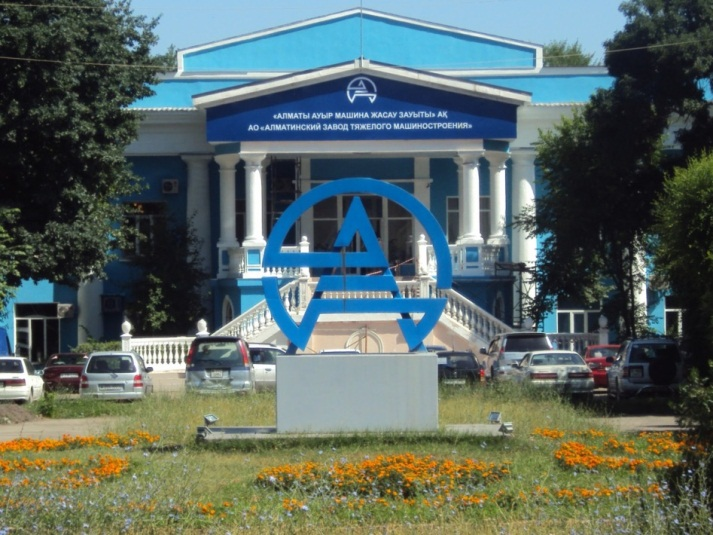 «АЛМАТЫ АУЫР МАШИНА ЖАСАУ ЗАУЫТЫ» АҚ
АО «АЛМАТИНСКИЙ ЗАВОД ТЯЖЕЛОГО МАШИНОСТРОЕНИЯ»